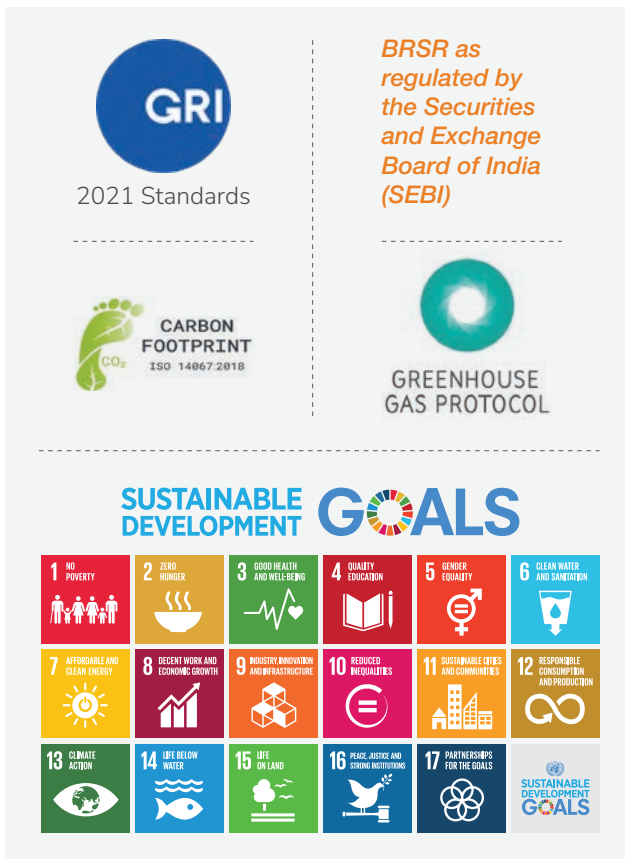 GRI
2021 Standards
BRSR as
regulated by
the Securities
and Exchange
Board of India
(SEBI)
CO₂
CARBON
FOOTPRINT
ISO 14067:2018
GREENHOUSE
GAS PROTOCOL
SUSTAINABLE
DEVELOPMENT
GOALS
1 NO
POVERTY
2 ZERO
HUNGER
3 GOOD HEALTH
AND WELL-BEING
4 QUALITY
EDUCATION
5 GENDER
EQUALITY
6 CLEAN WATER
AND SANITATION
7 AFFORDABLE AND
CLEAN ENERGY
8 DECENT WORK AND
ECONOMIC GROWTH
9 INDUSTRY, INNOVATION
AND INFRASTRUCTURE
10 REDUCED
INEQUALITIES
11 SUSTAINABLE CITIES
AND COMMUNITIES
12 RESPONSIBLE
CONSUMPTION
AND PRODUCTION
13 CLIMATE
ACTION
14 LIFE BELOW
WATER
15 LIFE
ON LAND
16 PEACE, JUSTICE AND
STRONG INSTITUTIONS
17 PARTNERSHIPS
FOR THE GOALS
SUSTAINABLE
DEVELOPMENT
GOALS